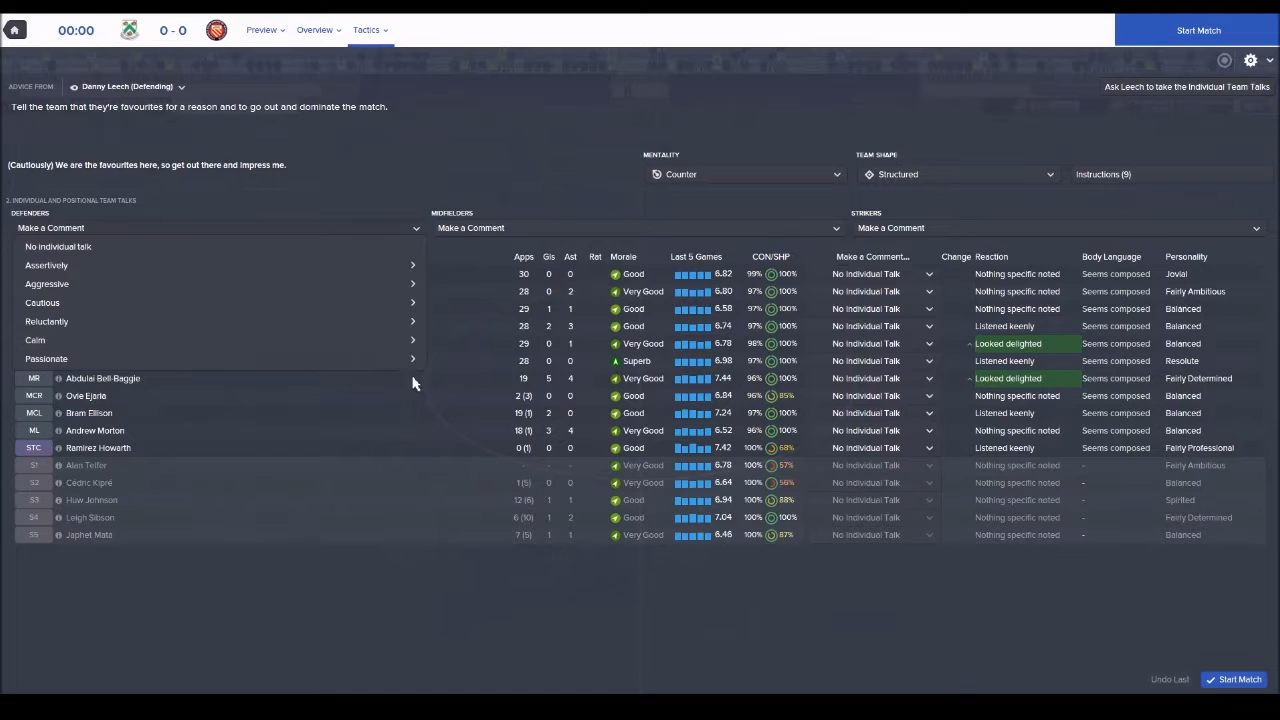 00:00 0 - 0 Preview Overview Tactics Start Match
ADVICE FROM Danny Leech (Defending) Ask Leech to take the Individual Team Talks
Tell the team that they're favourites for a reason and to go out and dominate the match.
MENTALITY TEAM SHAPE
(Cautiously) We are the favourites here, so get out there and impress me.
Counter Structured Instructions (9)
2. INDIVIDUAL AND POSITIONAL TEAM TALKS
DEFENDERS MIDFIELDERS STRIKERS
Make a Comment Make a Comment Make a Comment
No individual talk
Assertively
Aggressive
Cautious
Reluctantly
Calm
Passionate
Apps Gls Ast Rat Morale Last 5 Games CON/SHP Make a Comment... Change Reaction Body Language Personality
30 0 0 Good 6.82 99% 100% No Individual Talk Nothing specific noted Seems composed Jovial
28 0 2 Very Good 6.80 97% 100% No Individual Talk Nothing specific noted Seems composed Fairly Ambitious
29 1 1 Good 6.58 97% 100% No Individual Talk Nothing specific noted Seems composed Balanced
28 2 3 Good 6.74 97% 100% No Individual Talk Listened keenly Seems composed Balanced
29 0 1 Very Good 6.78 98% 100% No Individual Talk Looked delighted Seems composed Balanced
28 0 0 Superb 6.98 97% 100% No Individual Talk Listened keenly Seems composed Resolute
MR Abdulai Bell-Baggie 19 5 4 Very Good 7.44 96% 100% No Individual Talk Looked delighted Seems composed Fairly Determined
MCR Ovie Ejaria 2 (3) 0 0 Good 6.84 96% 85% No Individual Talk Nothing specific noted Seems composed Balanced
MCL Bram Ellison 19 (1) 2 0 Good 7.24 97% 100% No Individual Talk Listened keenly Seems composed Balanced
ML Andrew Morton 18 (1) 3 4 Very Good 6.52 96% 100% No Individual Talk Nothing specific noted Seems composed Balanced
STC Ramirez Howarth 0 (1) 0 0 Good 7.42 100% 68% No Individual Talk Listened keenly Seems composed Fairly Professional
S1 Alan Telfer - - - Very Good 6.78 100% 57% No Individual Talk Nothing specific noted - Fairly Ambitious
S2 Cédric Kipré 1 (5) 0 0 Very Good 6.64 100% 56% No Individual Talk Nothing specific noted - Balanced
S3 Huw Johnson 12 (6) 1 1 Good 6.94 100% 88% No Individual Talk Nothing specific noted - Spirited
S4 Leigh Sibson 6 (10) 1 2 Good 7.04 100% 100% No Individual Talk Nothing specific noted - Fairly Determined
S5 Japhet Mata 7 (5) 1 1 Very Good 6.46 100% 87% No Individual Talk Nothing specific noted - Balanced
Undo Last Start Match